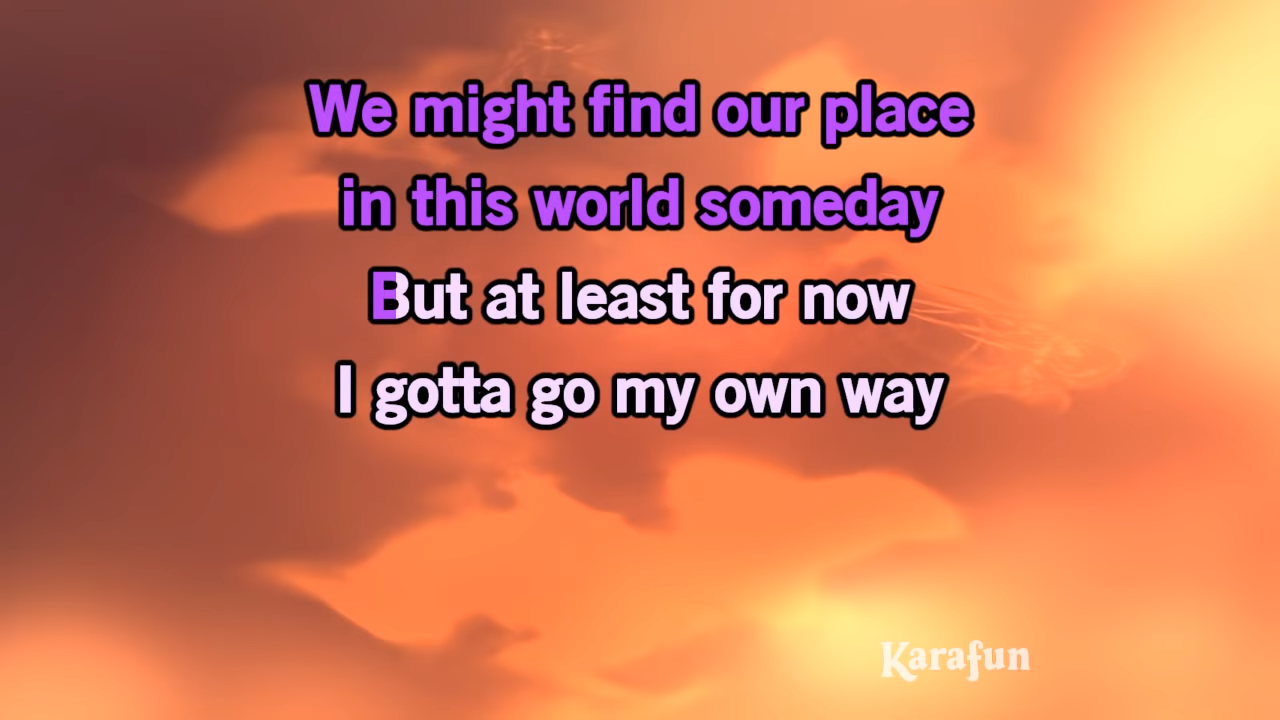 We might find our place
in this world someday
But at least for now
I gotta go my own way
Karafun